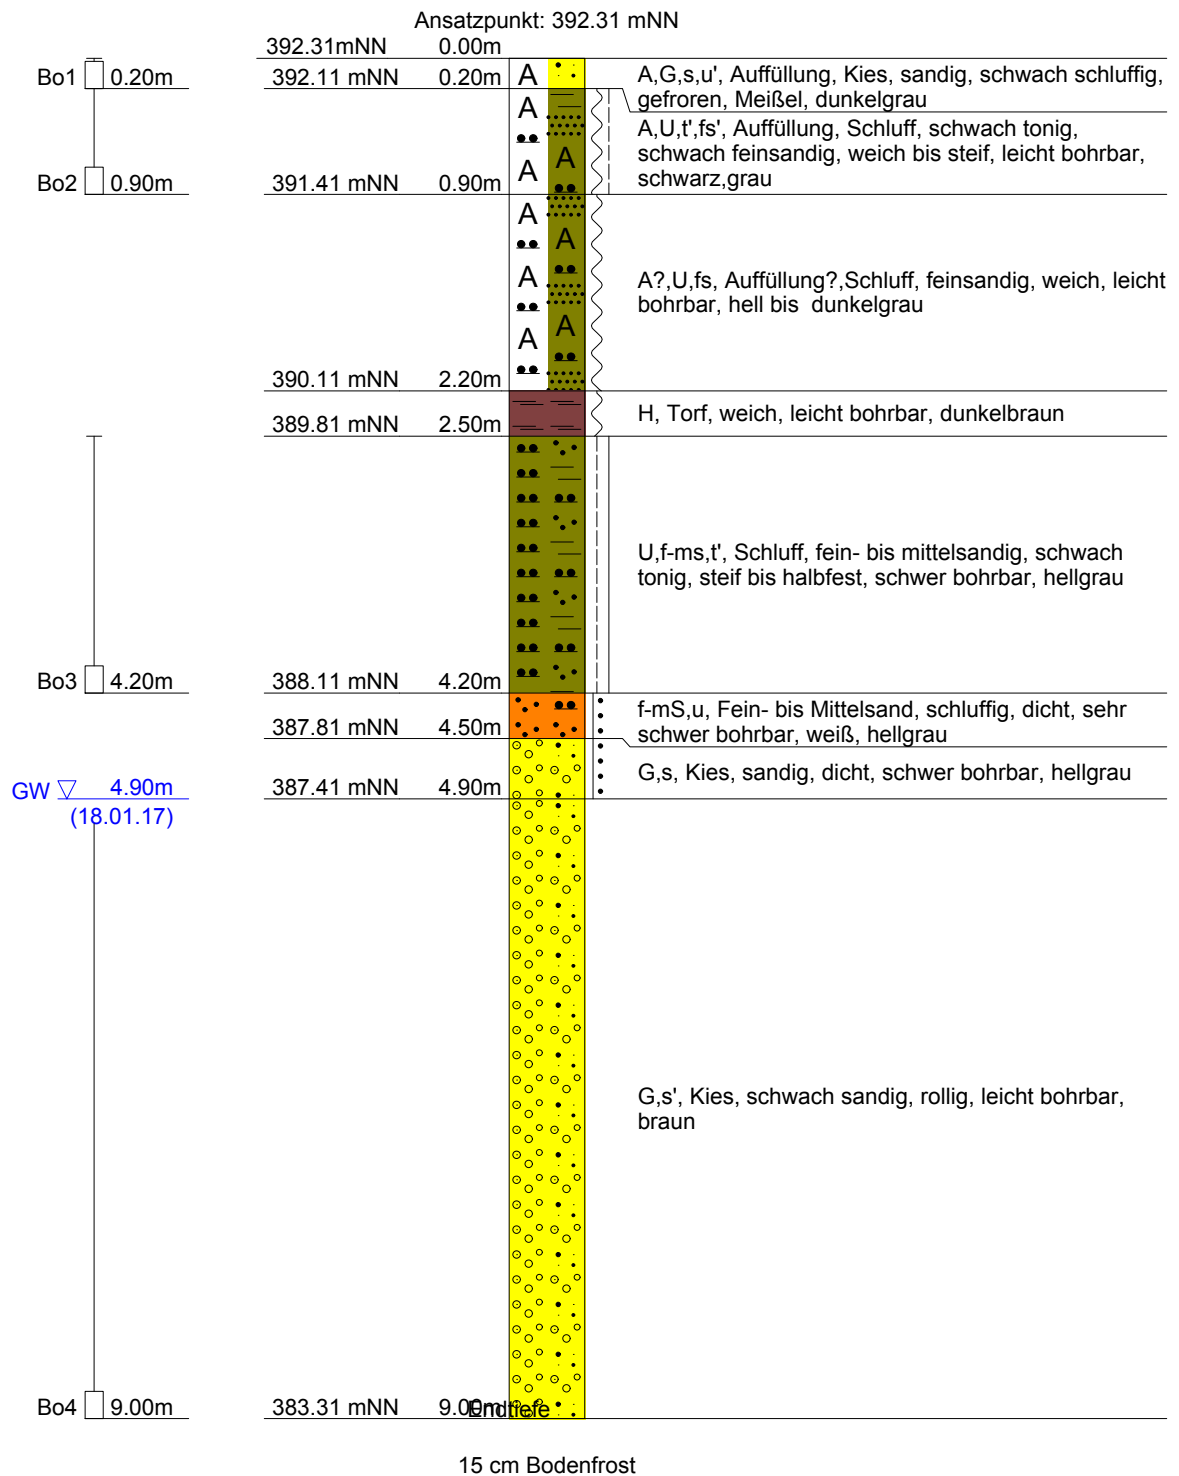 Ansatzpunkt: 392.31 mNN
392.31mNN 0.00m
Bo1 0.20m 392.11 mNN 0.20m A
A,G,s,u', Auffüllung, Kies, sandig, schwach schluffig,
gefroren, Meißel, dunkelgrau
A
A,U,t',fs', Auffüllung, Schluff, schwach tonig,
schwach feinsandig, weich bis steif, leicht bohrbar,
schwarz,grau
A A
Bo2 0.90m 391.41 mNN 0.90m
A
A
A
A?,U,fs, Auffüllung?,Schluff, feinsandig, weich, leicht
bohrbar, hell bis dunkelgrau
A
A
390.11 mNN 2.20m
H, Torf, weich, leicht bohrbar, dunkelbraun
389.81 mNN 2.50m
U,f-ms,t', Schluff, fein- bis mittelsandig, schwach
tonig, steif bis halbfest, schwer bohrbar, hellgrau
Bo3 4.20m 388.11 mNN 4.20m
f-mS,u, Fein- bis Mittelsand, schluffig, dicht, sehr
schwer bohrbar, weiß, hellgrau
387.81 mNN 4.50m
G,s, Kies, sandig, dicht, schwer bohrbar, hellgrau
GW 4.90m 387.41 mNN 4.90m
(18.01.17)
G,s', Kies, schwach sandig, rollig, leicht bohrbar,
braun
Bo4 9.00m 383.31 mNN 9.00m
Endtiefe
15 cm Bodenfrost